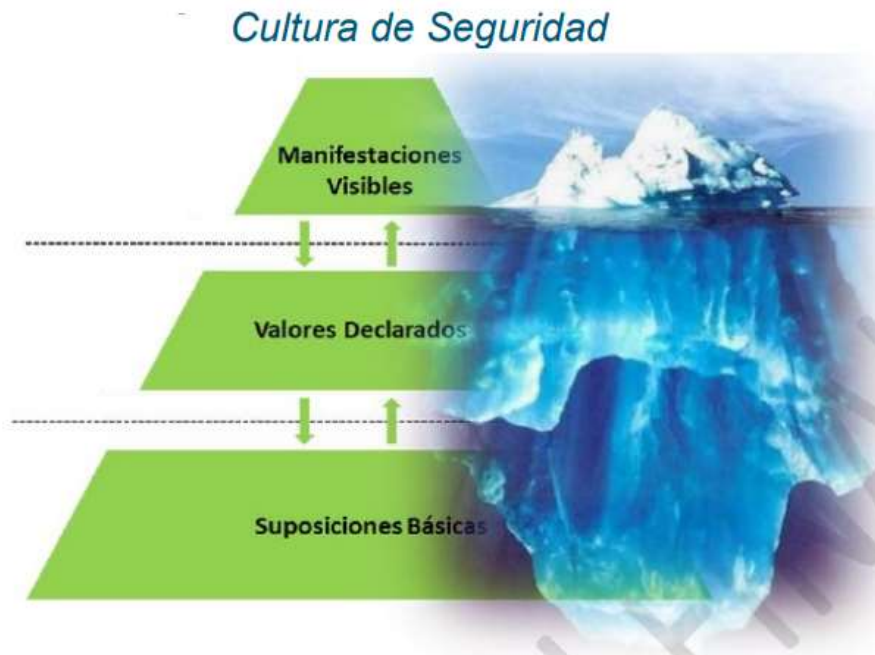 Cultura de Seguridad
Manifestaciones
Visibles
Valores Declarados
Suposiciones Básicas